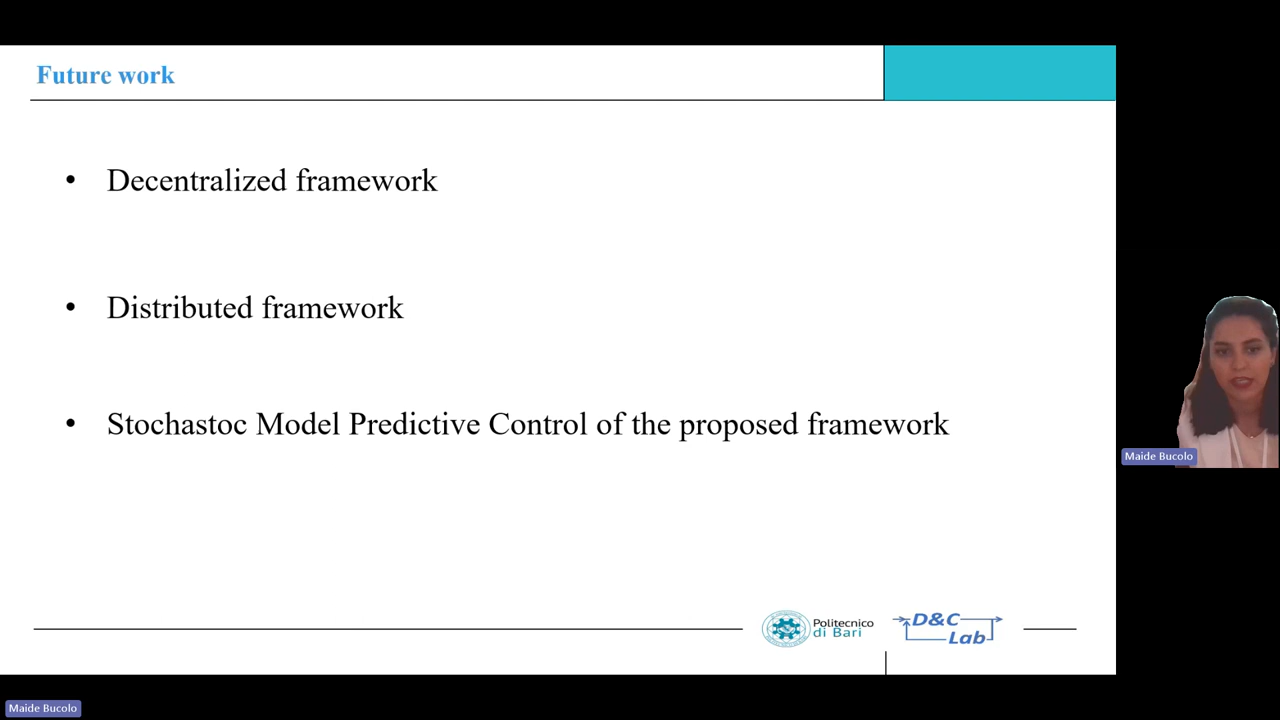 Future work
• Decentralized framework
• Distributed framework
• Stochastoc Model Predictive Control of the proposed framework
Maide Bucolo
Politecnico
di Bari
D&C
Lab
Maide Bucolo